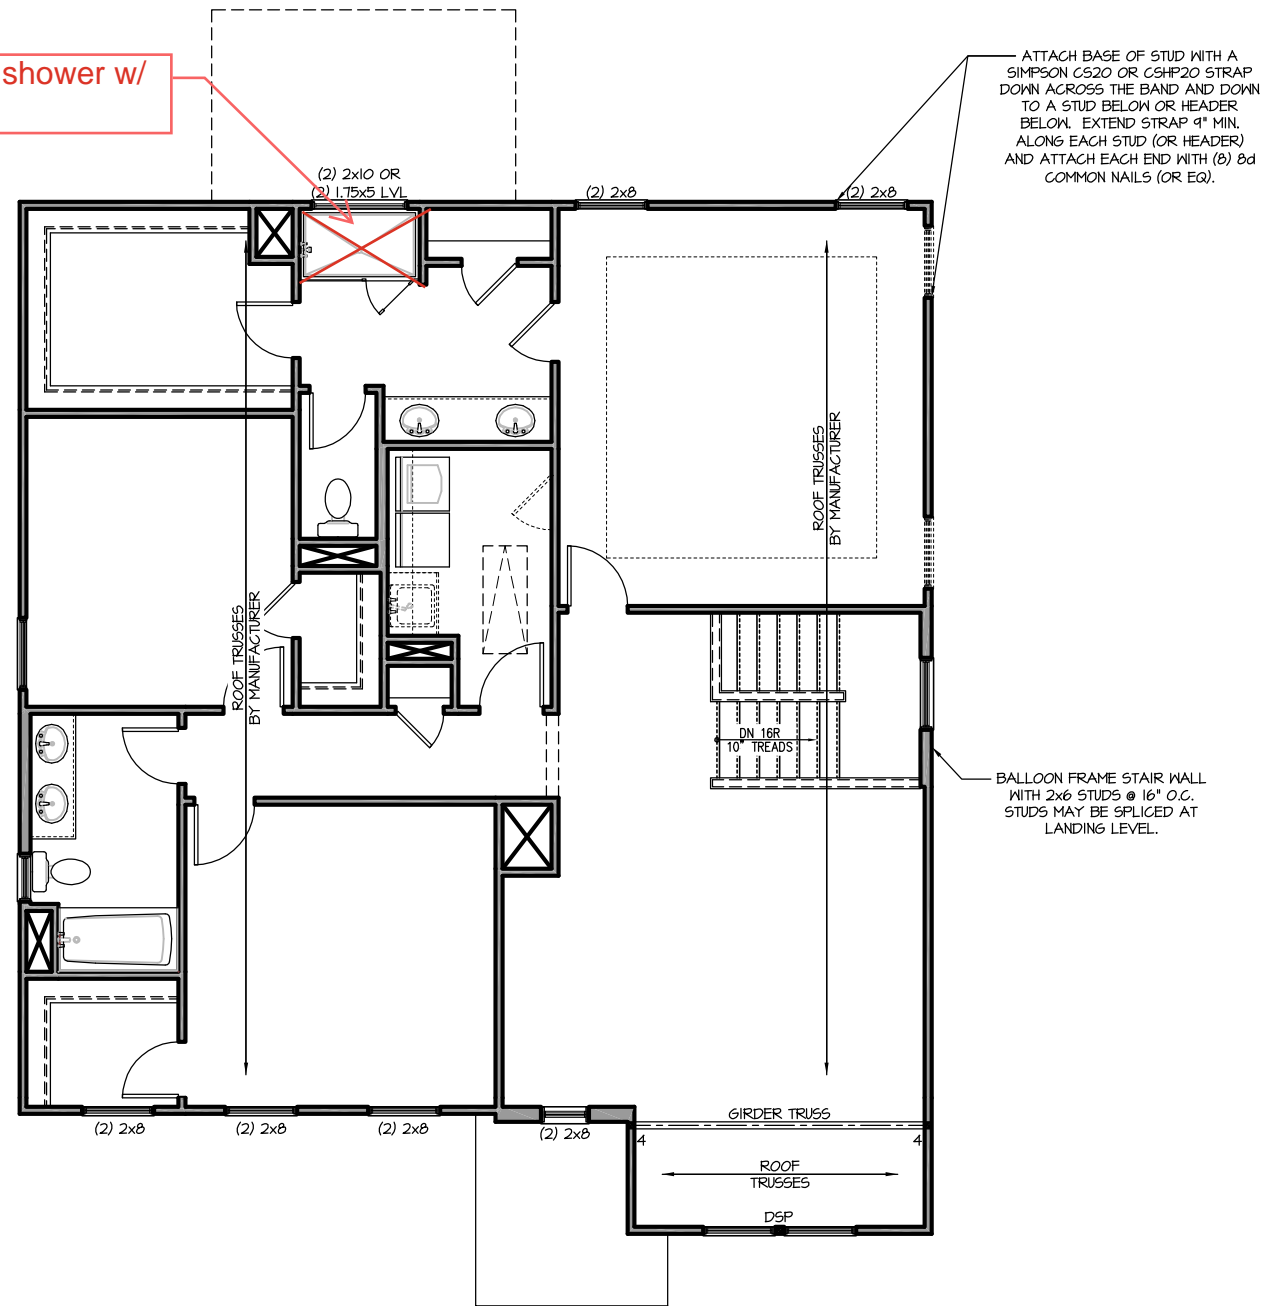 shower w/
ATTACH BASE OF STUD WITH A
SIMPSON CS20 OR CSHP20 STRAP
DOWN ACROSS THE BAND AND DOWN
TO A STUD BELOW OR HEADER
BELOW. EXTEND STRAP 9" MIN.
ALONG EACH STUD (OR HEADER)
AND ATTACH EACH END WITH (8) 8d
COMMON NAILS (OR EQ).
(2) 2x10 OR
(2) 1.75x5 LVL
(2) 2x8
(2) 2x8
ROOF TRUSSES
BY MANUFACTURER
ROOF TRUSSES
BY MANUFACTURER
DN 16R
10" TREADS
BALLOON FRAME STAIR WALL
WITH 2x6 STUDS @ 16" O.C.
STUDS MAY BE SPLICED AT
LANDING LEVEL.
(2) 2x8
(2) 2x8
(2) 2x8
(2) 2x8
GIRDER TRUSS
4
4
ROOF
TRUSSES
DSP